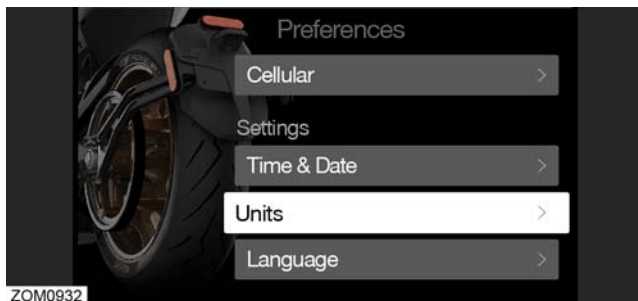 Preferences
Cellular
Settings
Time & Date
Units
Language
ZOM0932